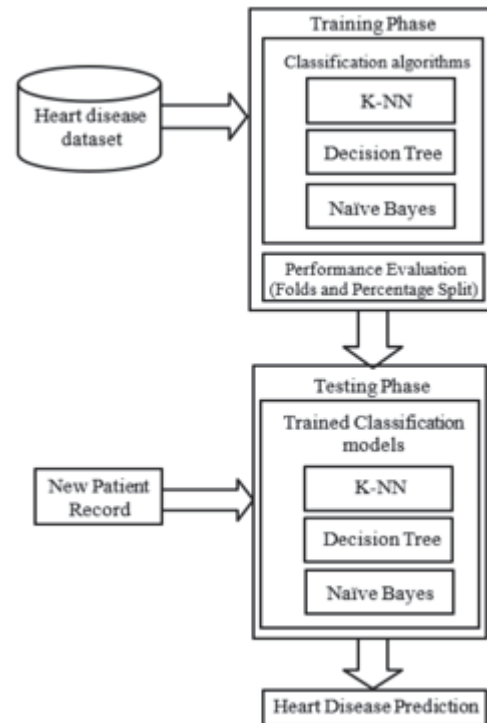 Training Phase
Classification algorithms
K-NN
Decision Tree
Naïve Bayes
Performance Evaluation
(Folds and Percentage Split)
Heart disease
dataset
Testing Phase
Trained Classification
models
K-NN
Decision Tree
Naïve Bayes
New Patient
Record
Heart Disease Prediction